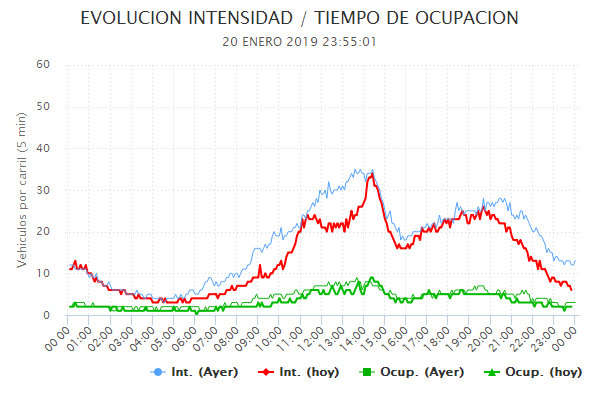 EVOLUCION INTENSIDAD / TIEMPO DE OCUPACION
20 ENERO 2019 23:55:01
Vehiculos por carril (5 min)
60
50
40
30
20
10
0
00:00 01:00 02:00 03:00 04:00 05:00 06:00 07:00 08:00 09:00 10:00 11:00 12:00 13:00 14:00 15:00 16:00 17:00 18:00 19:00 20:00 21:00 22:00 23:00 00:00
Int. (Ayer) Int. (hoy) Ocup. (Ayer) Ocup. (hoy)